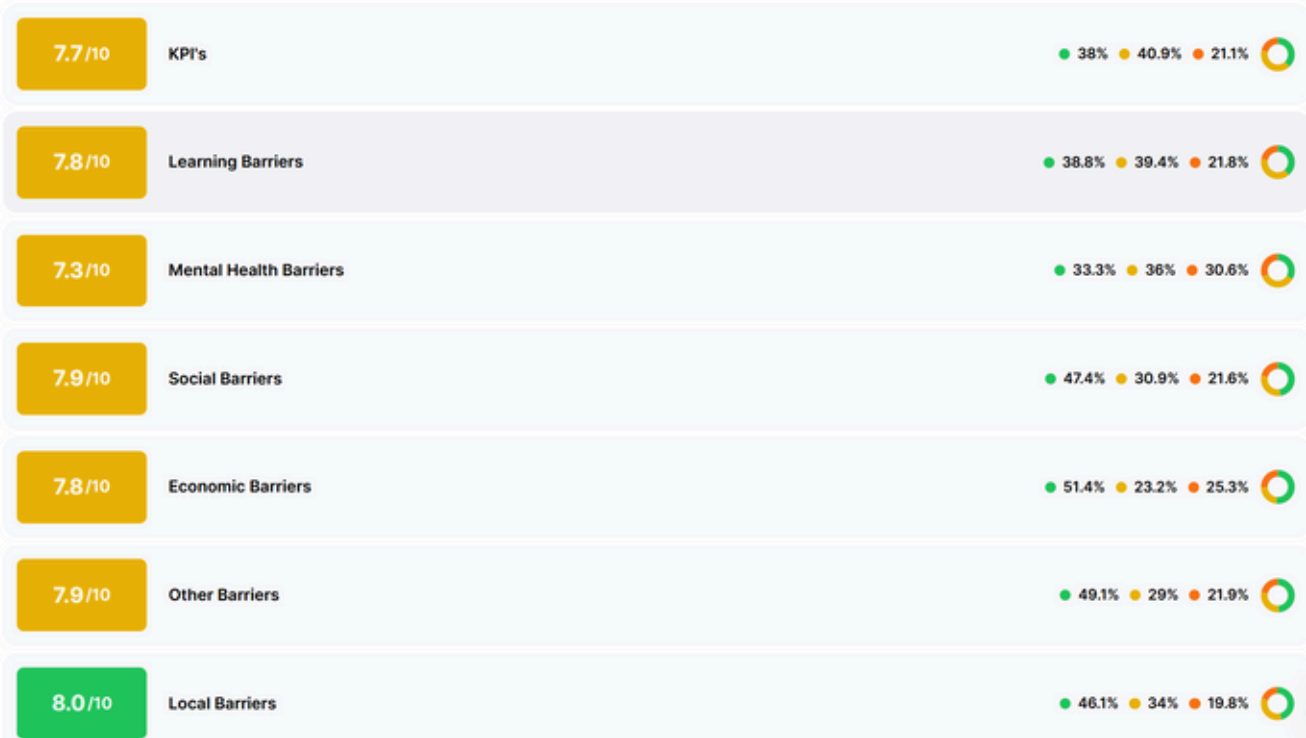 7.7/10 KPI's 38% 40.9% 21.1%
7.8/10 Learning Barriers 38.8% 39.4% 21.8%
7.3/10 Mental Health Barriers 33.3% 36% 30.6%
7.9/10 Social Barriers 47.4% 30.9% 21.6%
7.8/10 Economic Barriers 51.4% 23.2% 25.3%
7.9/10 Other Barriers 49.1% 29% 21.9%
8.0/10 Local Barriers 46.1% 34% 19.8%